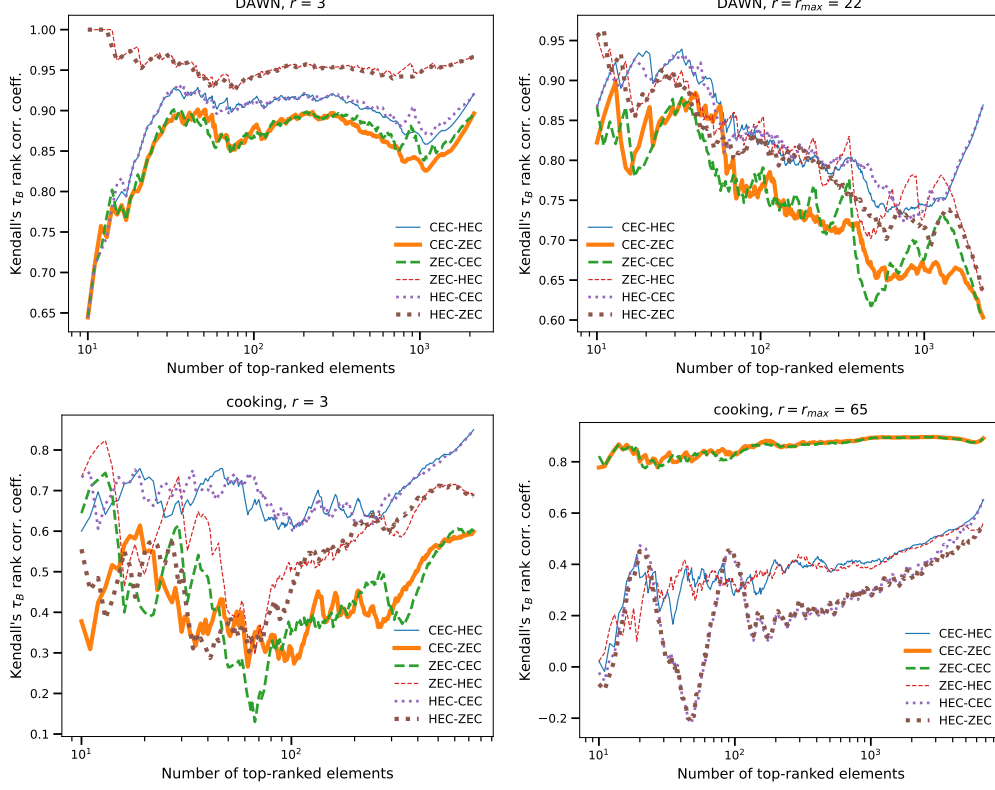 DAWN, r = 3
1.00
0.95
0.90
0.85
0.80
0.75
0.70
0.65
Kendall's τ_B rank corr. coeff.
CEC-HEC
CEC-ZEC
ZEC-CEC
ZEC-HEC
HEC-CEC
HEC-ZEC
10¹ 10² 10³
Number of top-ranked elements
DAWN, r = r_max = 22
0.95
0.90
0.85
0.80
0.75
0.70
0.65
0.60
Kendall's τ_B rank corr. coeff.
CEC-HEC
CEC-ZEC
ZEC-CEC
ZEC-HEC
HEC-CEC
HEC-ZEC
10¹ 10² 10³
Number of top-ranked elements
cooking, r = 3
0.8
0.7
0.6
0.5
0.4
0.3
0.2
0.1
Kendall's τ_B rank corr. coeff.
CEC-HEC
CEC-ZEC
ZEC-CEC
ZEC-HEC
HEC-CEC
HEC-ZEC
10¹ 10²
Number of top-ranked elements
cooking, r = r_max = 65
0.8
0.6
0.4
0.2
0.0
−0.2
Kendall's τ_B rank corr. coeff.
CEC-HEC
CEC-ZEC
ZEC-CEC
ZEC-HEC
HEC-CEC
HEC-ZEC
10¹ 10² 10³
Number of top-ranked elements